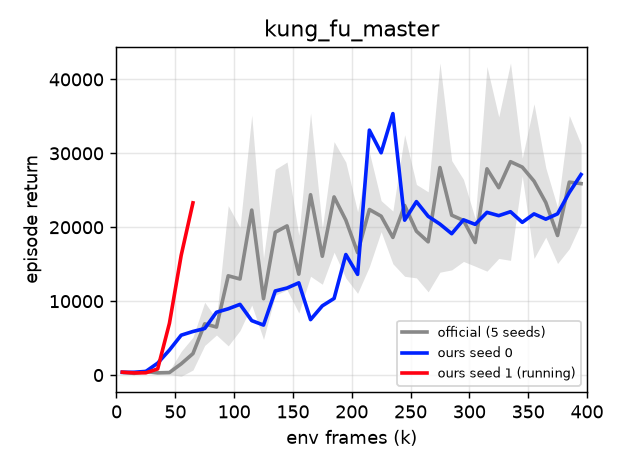 kung_fu_master
episode return
40000
30000
20000
10000
0
0 50 100 150 200 250 300 350 400
env frames (k)
official (5 seeds)
ours seed 0
ours seed 1 (running)